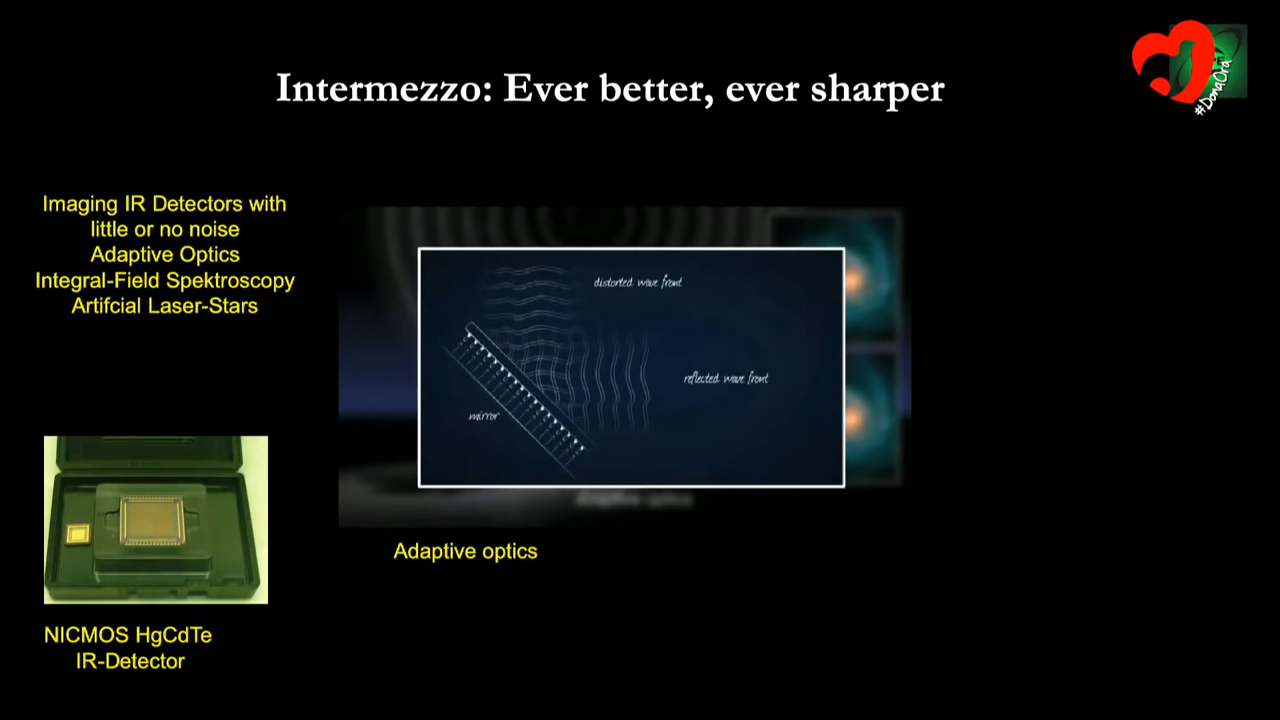 Intermezzo: Ever better, ever sharper
#DonaOra
Imaging IR Detectors with
little or no noise
Adaptive Optics
Integral-Field Spektroscopy
Artifcial Laser-Stars
distorted wave front
reflected wave front
mirror
Adaptive optics
NICMOS HgCdTe
IR-Detector